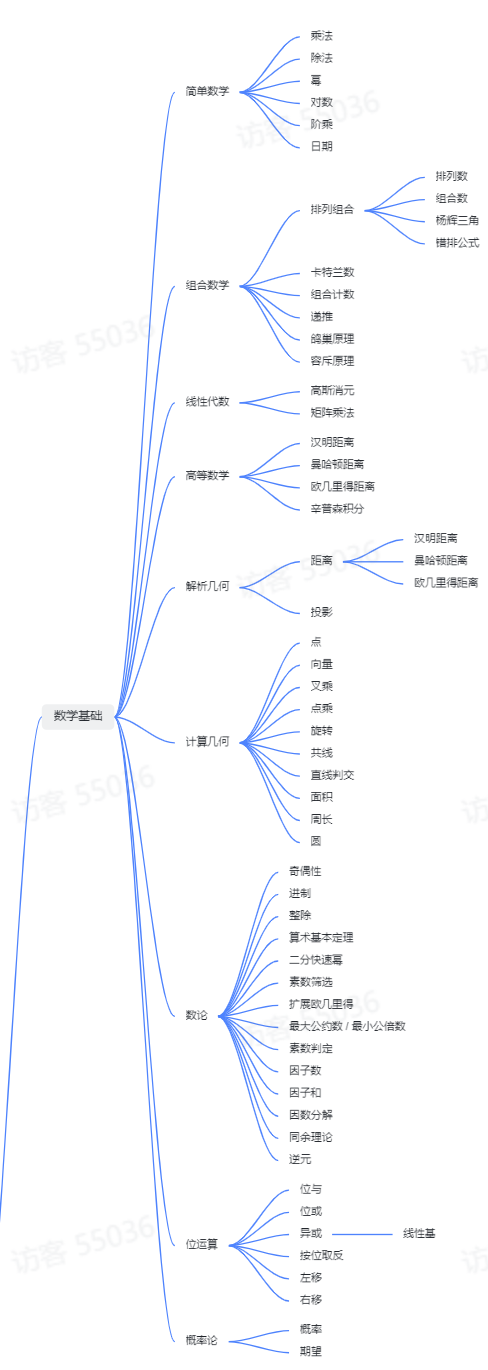 数学基础
简单数学
乘法
除法
幂
对数
阶乘
日期
组合数学
排列组合
排列数
组合数
杨辉三角
错排公式
卡特兰数
组合计数
递推
鸽巢原理
容斥原理
线性代数
高斯消元
矩阵乘法
高等数学
汉明距离
曼哈顿距离
欧几里得距离
辛普森积分
解析几何
距离
汉明距离
曼哈顿距离
欧几里得距离
投影
计算几何
点
向量
叉乘
点乘
旋转
共线
直线判交
面积
周长
圆
数论
奇偶性
进制
整除
算术基本定理
二分快速幂
素数筛选
扩展欧几里得
最大公约数 / 最小公倍数
素数判定
因子数
因子和
因数分解
同余理论
逆元
位运算
位与
位或
异或
线性基
按位取反
左移
右移
概率论
概率
期望
访客 55036
访客 55036
访客 55036
访客 55036
访客 55036
访客 55036
访
访
访